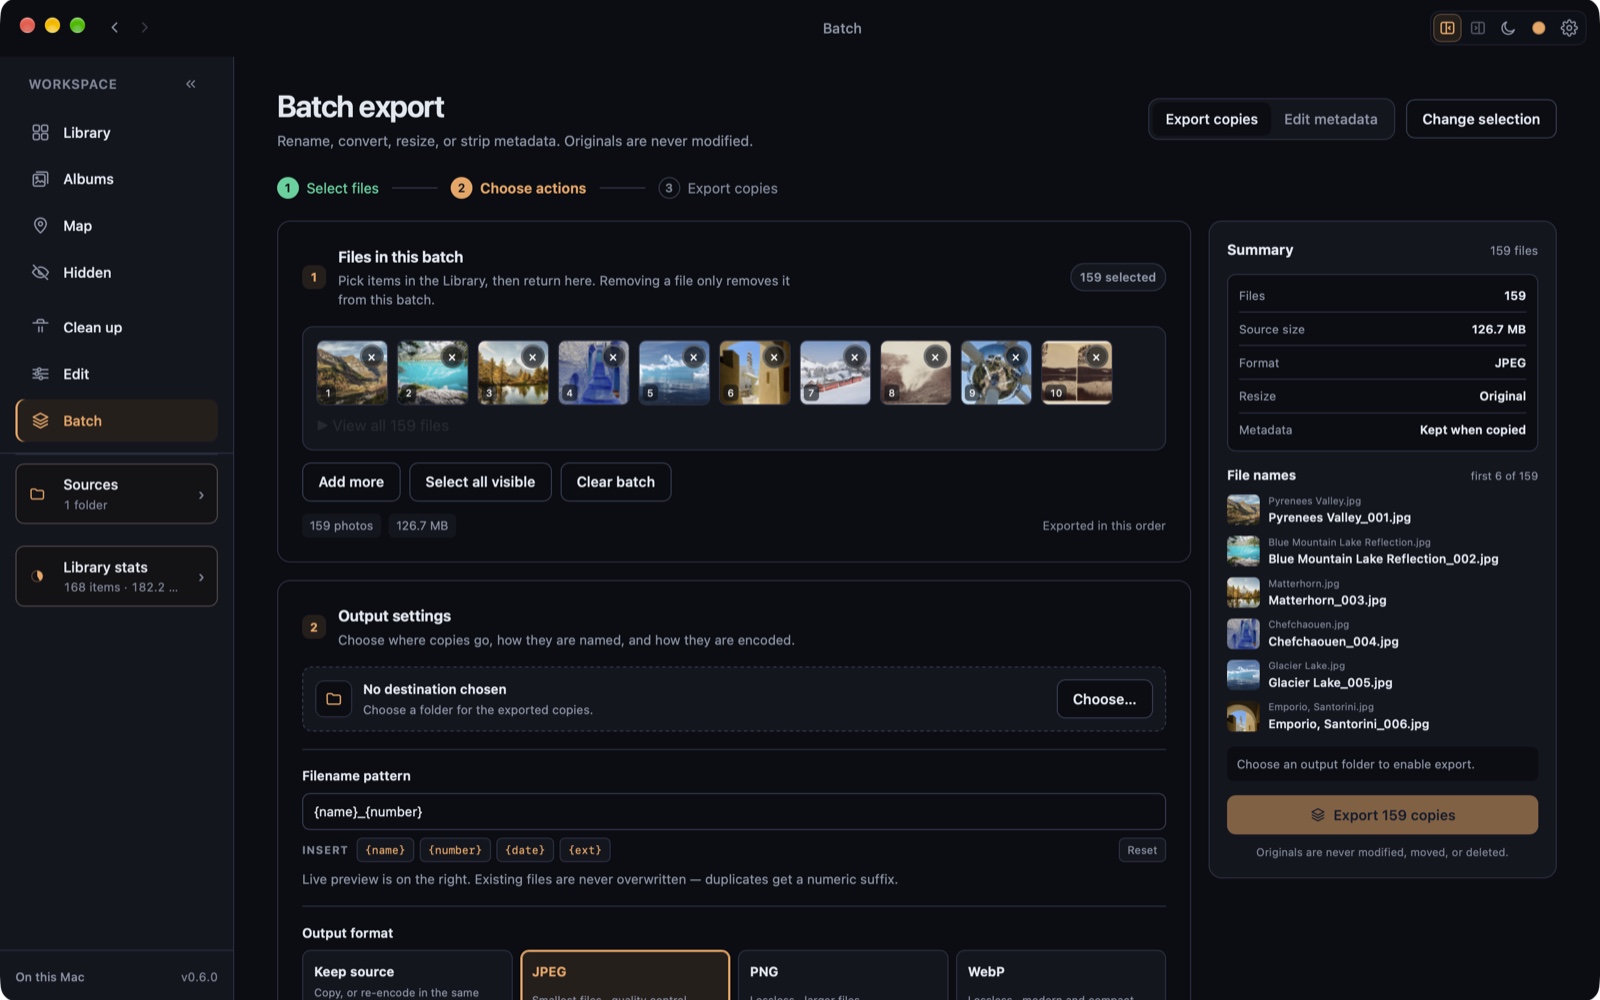 Batch
WORKSPACE
Library
Albums
Map
Hidden
Clean up
Edit
Batch
Sources
1 folder
Library stats
168 items · 182.2 ...
On this Mac
v0.6.0
Batch export
Rename, convert, resize, or strip metadata. Originals are never modified.
Export copies
Edit metadata
Change selection
1 Select files
2 Choose actions
3 Export copies
1
Files in this batch
Pick items in the Library, then return here. Removing a file only removes it
from this batch.
159 selected
1
2
3
4
5
6
7
8
9
10
View all 159 files
Add more
Select all visible
Clear batch
159 photos
126.7 MB
Exported in this order
2
Output settings
Choose where copies go, how they are named, and how they are encoded.
No destination chosen
Choose a folder for the exported copies.
Choose...
Filename pattern
{name}_{number}
INSERT {name} {number} {date} {ext}
Reset
Live preview is on the right. Existing files are never overwritten — duplicates get a numeric suffix.
Output format
Keep source
Copy, or re-encode in the same
JPEG
Smallest files · quality control
PNG
Lossless · larger files
WebP
Lossless · modern and compact
Summary
159 files
Files 159
Source size 126.7 MB
Format JPEG
Resize Original
Metadata Kept when copied
File names
first 6 of 159
Pyrenees Valley.jpg
Pyrenees Valley_001.jpg
Blue Mountain Lake Reflection.jpg
Blue Mountain Lake Reflection_002.jpg
Matterhorn.jpg
Matterhorn_003.jpg
Chefchaouen.jpg
Chefchaouen_004.jpg
Glacier Lake.jpg
Glacier Lake_005.jpg
Emporio, Santorini.jpg
Emporio, Santorini_006.jpg
Choose an output folder to enable export.
Export 159 copies
Originals are never modified, moved, or deleted.